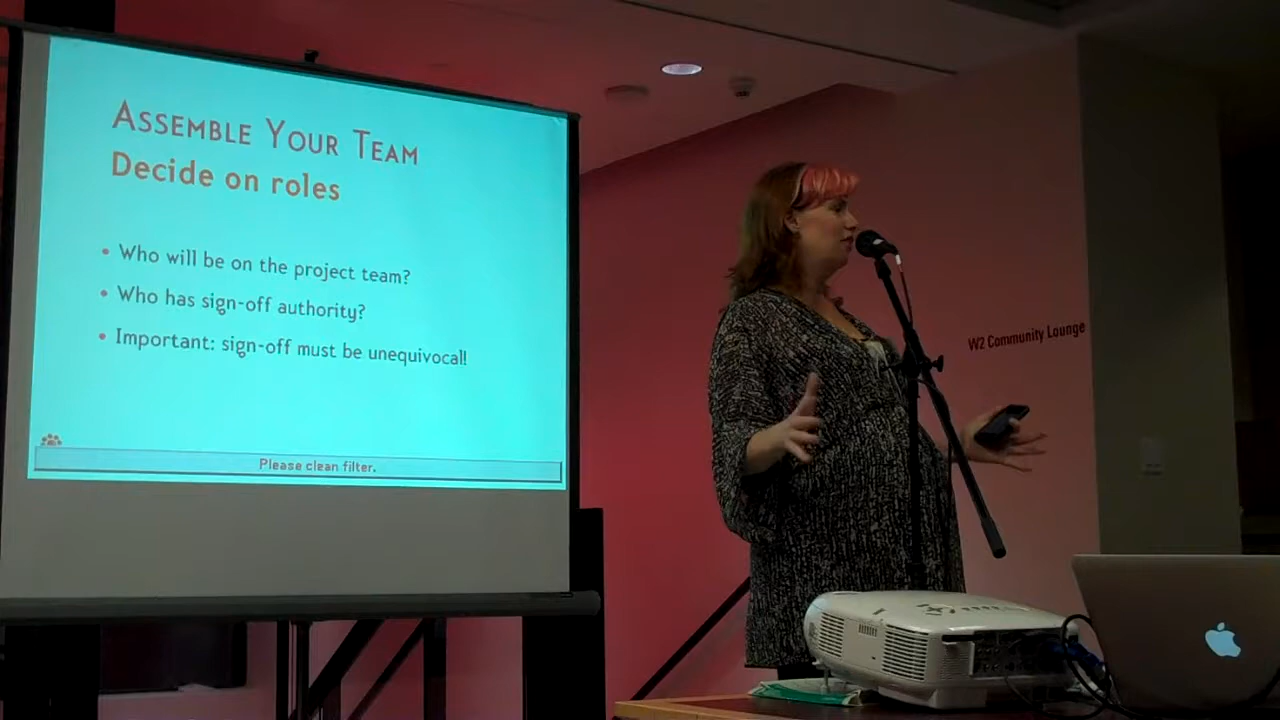 Assemble Your Team
Decide on roles
• Who will be on the project team?
• Who has sign-off authority?
• Important: sign-off must be unequivocal!
Please clean filter.
W2 Community Lounge